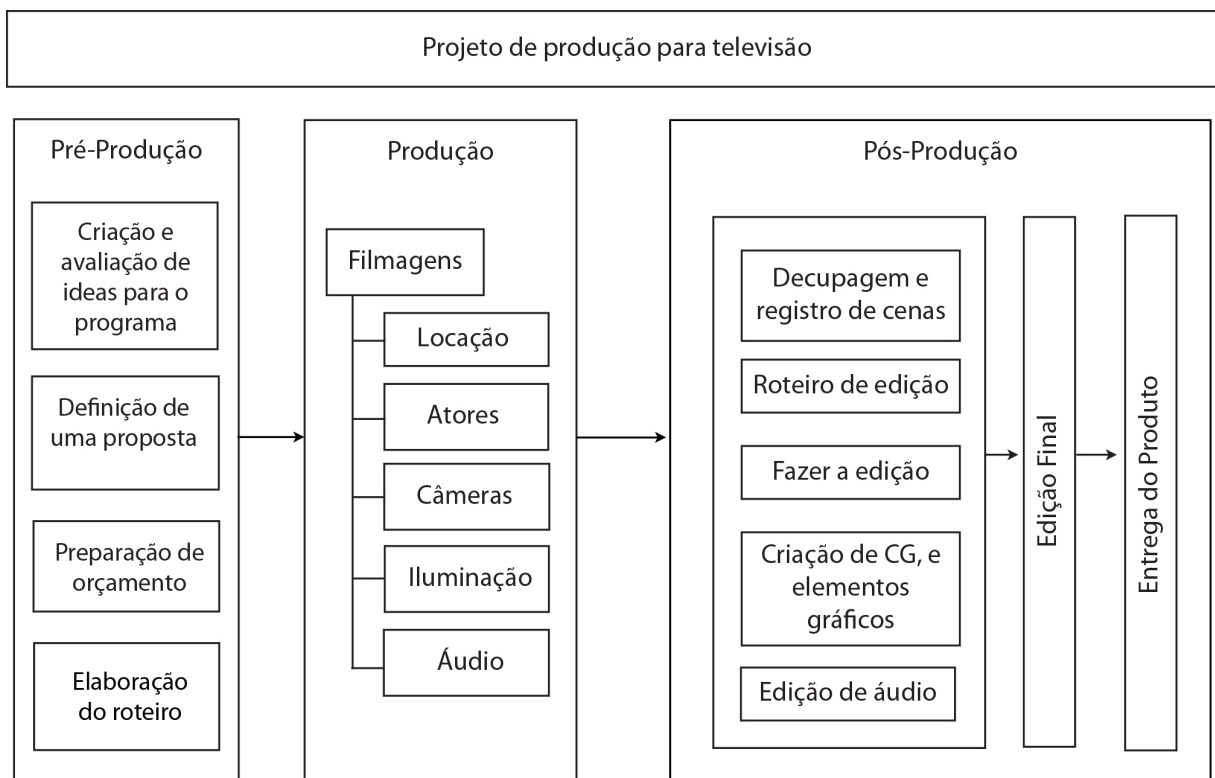 Projeto de produção para televisão
Pré-Produção
Criação e
avaliação de
ideas para o
programa
Definição de
uma proposta
Preparação de
orçamento
Elaboração
do roteiro
Produção
Filmagens
Locação
Atores
Câmeras
Iluminação
Áudio
Pós-Produção
Decupagem e
registro de cenas
Roteiro de edição
Fazer a edição
Criação de CG, e
elementos
gráficos
Edição de áudio
Edição Final
Entrega do Produto